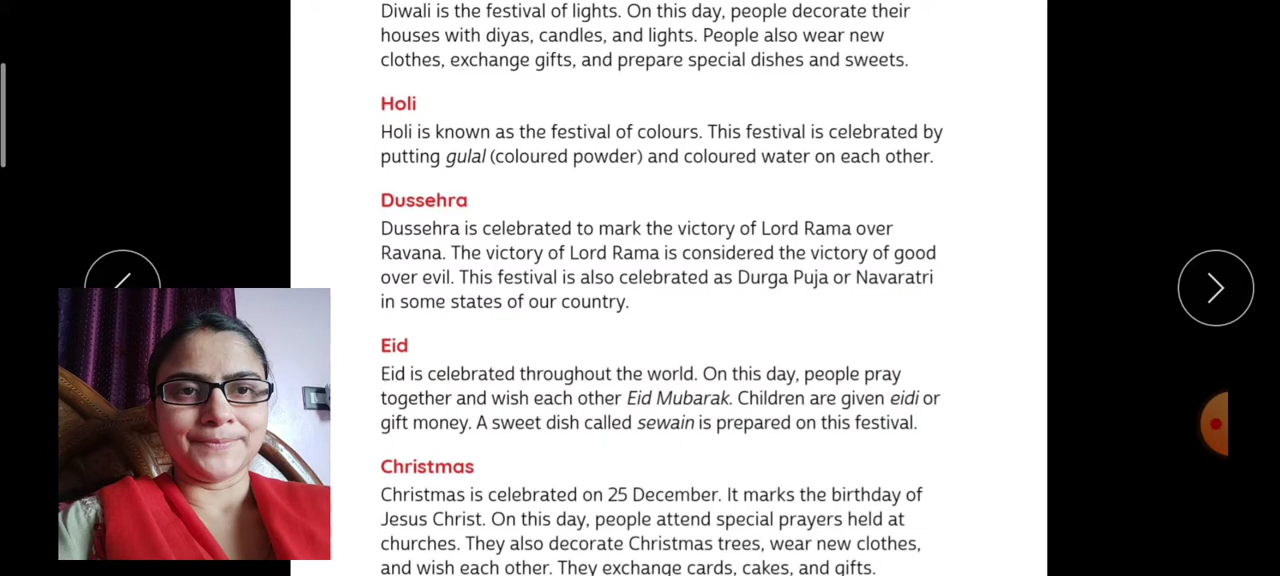 Diwali is the festival of lights. On this day, people decorate their
houses with diyas, candles, and lights. People also wear new
clothes, exchange gifts, and prepare special dishes and sweets.
Holi
Holi is known as the festival of colours. This festival is celebrated by
putting gulal (coloured powder) and coloured water on each other.
Dussehra
Dussehra is celebrated to mark the victory of Lord Rama over
Ravana. The victory of Lord Rama is considered the victory of good
over evil. This festival is also celebrated as Durga Puja or Navaratri
in some states of our country.
Eid
Eid is celebrated throughout the world. On this day, people pray
together and wish each other Eid Mubarak. Children are given eidi or
gift money. A sweet dish called sewain is prepared on this festival.
Christmas
Christmas is celebrated on 25 December. It marks the birthday of
Jesus Christ. On this day, people attend special prayers held at
churches. They also decorate Christmas trees, wear new clothes,
and wish each other. They exchange cards, cakes, and gifts.